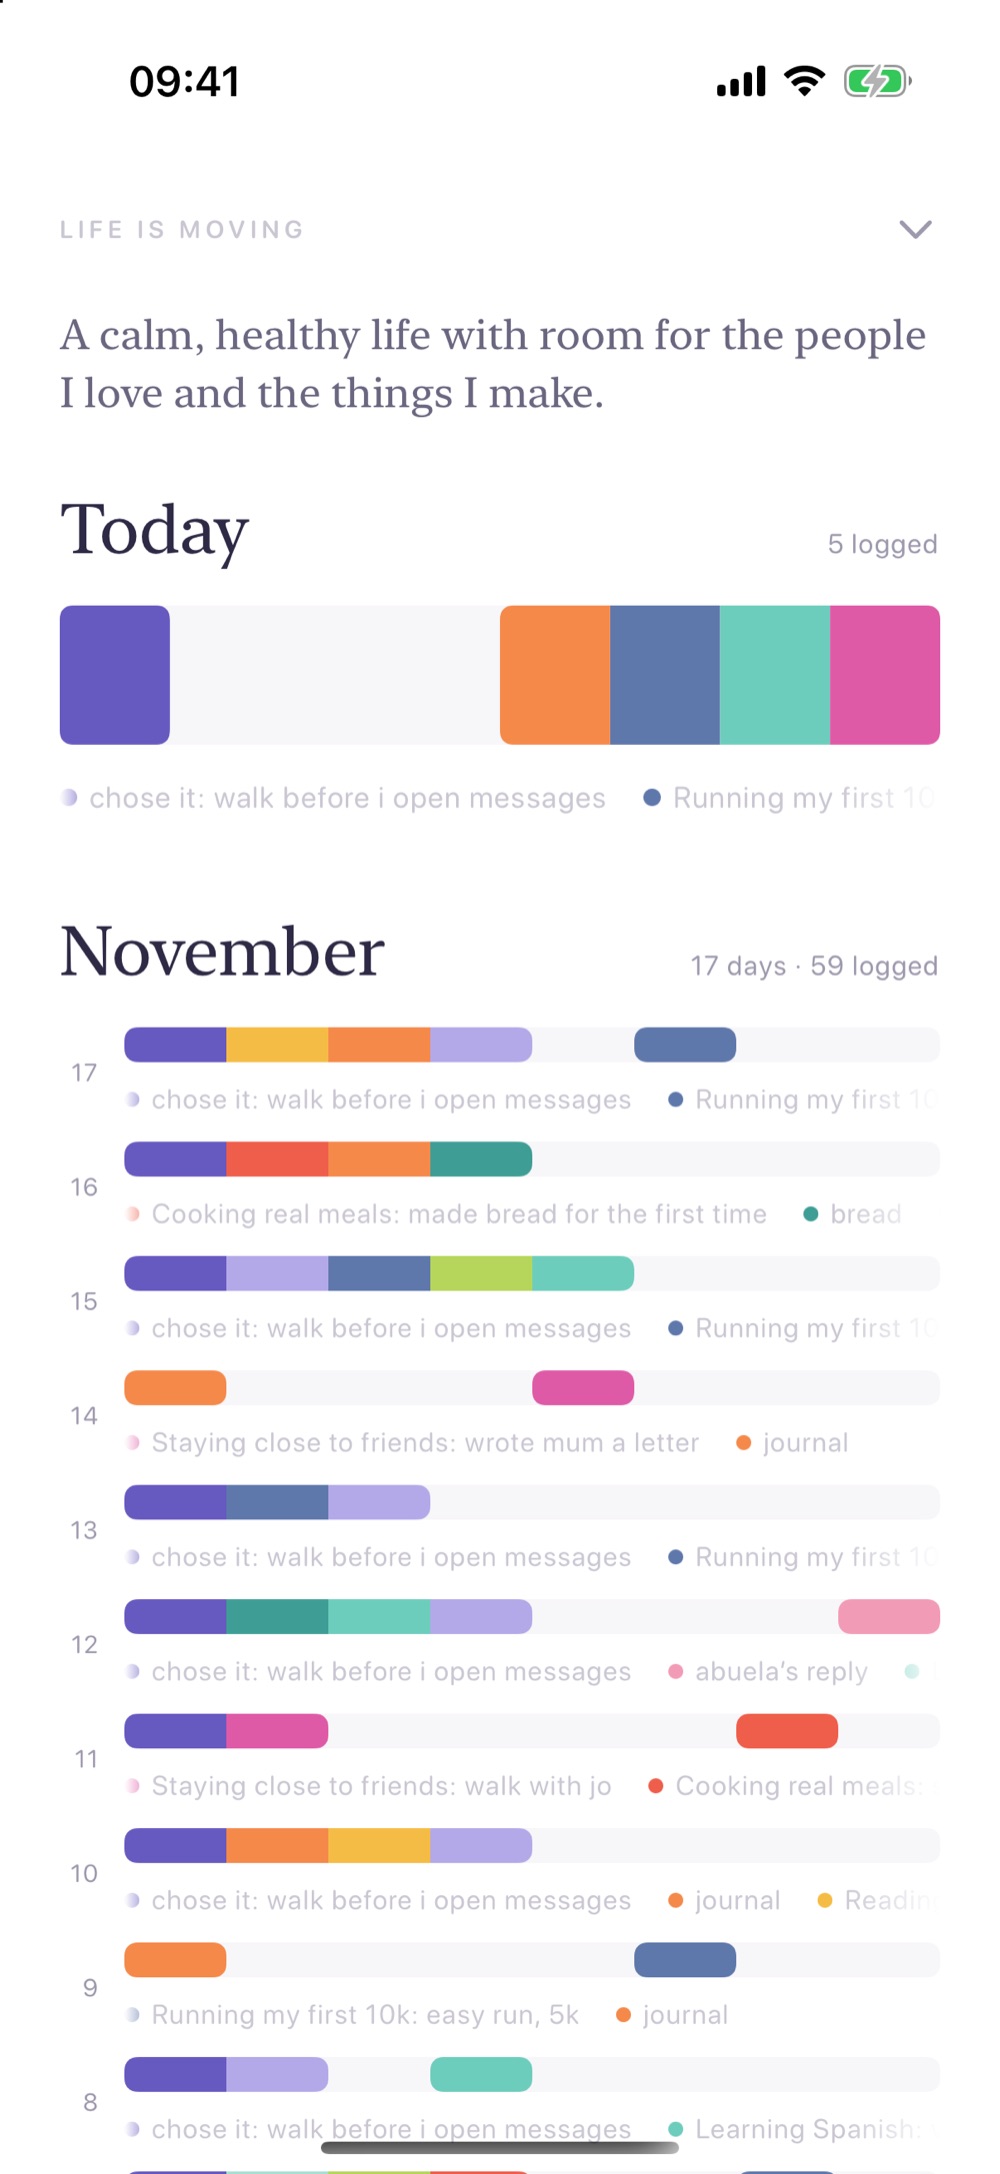 09:41
LIFE IS MOVING
A calm, healthy life with room for the people
I love and the things I make.
Today
5 logged
chose it: walk before i open messages Running my first 10
November
17 days · 59 logged
17
chose it: walk before i open messages Running my first 10
16
Cooking real meals: made bread for the first time bread
15
chose it: walk before i open messages Running my first 10
14
Staying close to friends: wrote mum a letter journal
13
chose it: walk before i open messages Running my first 10
12
chose it: walk before i open messages abuela’s reply
11
Staying close to friends: walk with jo Cooking real meals:
10
chose it: walk before i open messages journal Readin
9
Running my first 10k: easy run, 5k journal
8
chose it: walk before i open messages Learning Spanish: